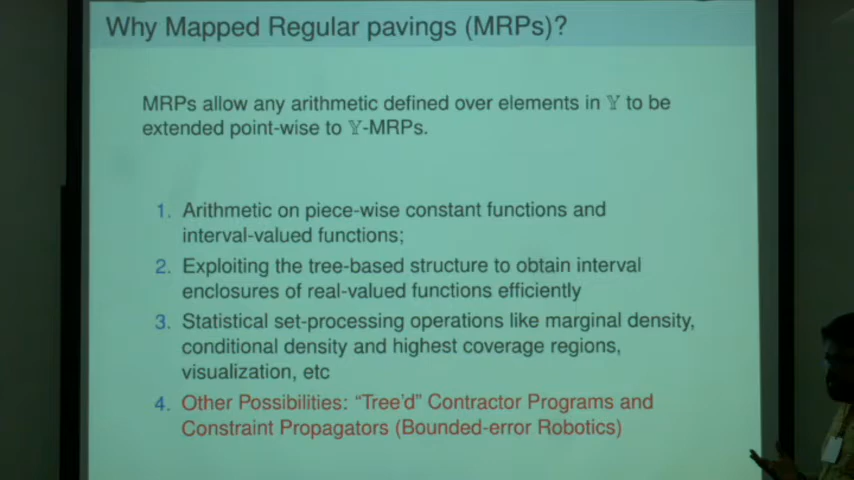 Why Mapped Regular pavings (MRPs)?
MRPs allow any arithmetic defined over elements in 𝕐 to be
extended point-wise to 𝕐-MRPs.
1. Arithmetic on piece-wise constant functions and
interval-valued functions;
2. Exploiting the tree-based structure to obtain interval
enclosures of real-valued functions efficiently
3. Statistical set-processing operations like marginal density,
conditional density and highest coverage regions,
visualization, etc
4. Other Possibilities: “Tree’d” Contractor Programs and
Constraint Propagators (Bounded-error Robotics)